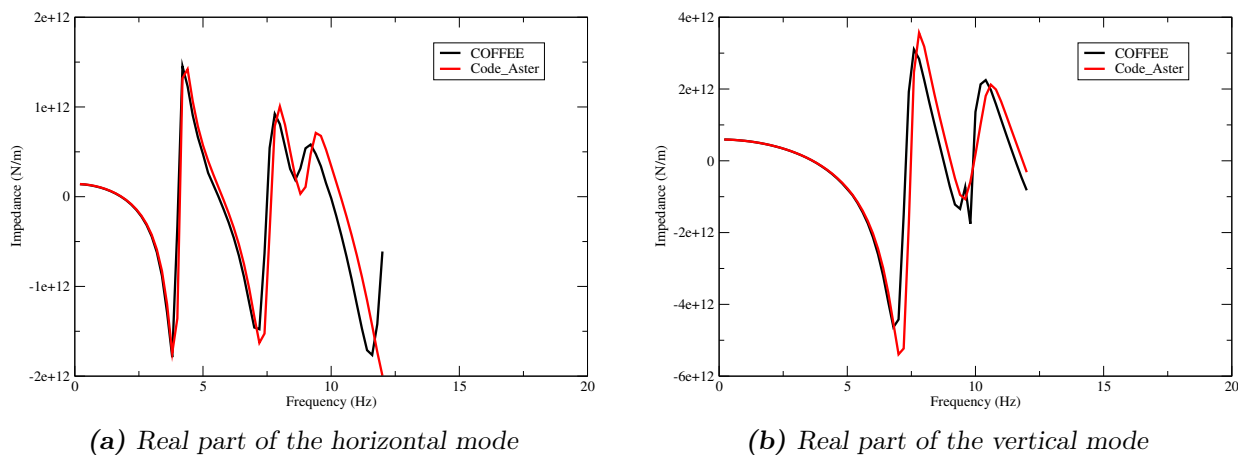 2e+12
1e+12
0
-1e+12
-2e+12
Impedance (N/m)
COFFEE
Code_Aster
0 5 10 15 20
Frequency (Hz)
(a) Real part of the horizontal mode
4e+12
2e+12
0
-2e+12
-4e+12
-6e+12
Impedance (N/m)
COFFEE
Code_Aster
0 5 10 15 20
Frequency (Hz)
(b) Real part of the vertical mode